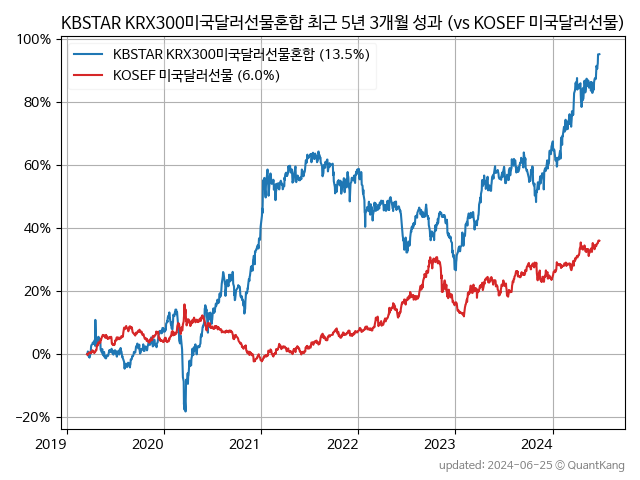 KBSTAR KRX300미국달러선물혼합 최근 5년 3개월 성과 (vs KOSEF 미국달러선물)
100%
80%
60%
40%
20%
0%
−20%
KBSTAR KRX300미국달러선물혼합 (13.5%)
KOSEF 미국달러선물 (6.0%)
2019 2020 2021 2022 2023 2024
updated: 2024-06-25 © QuantKang